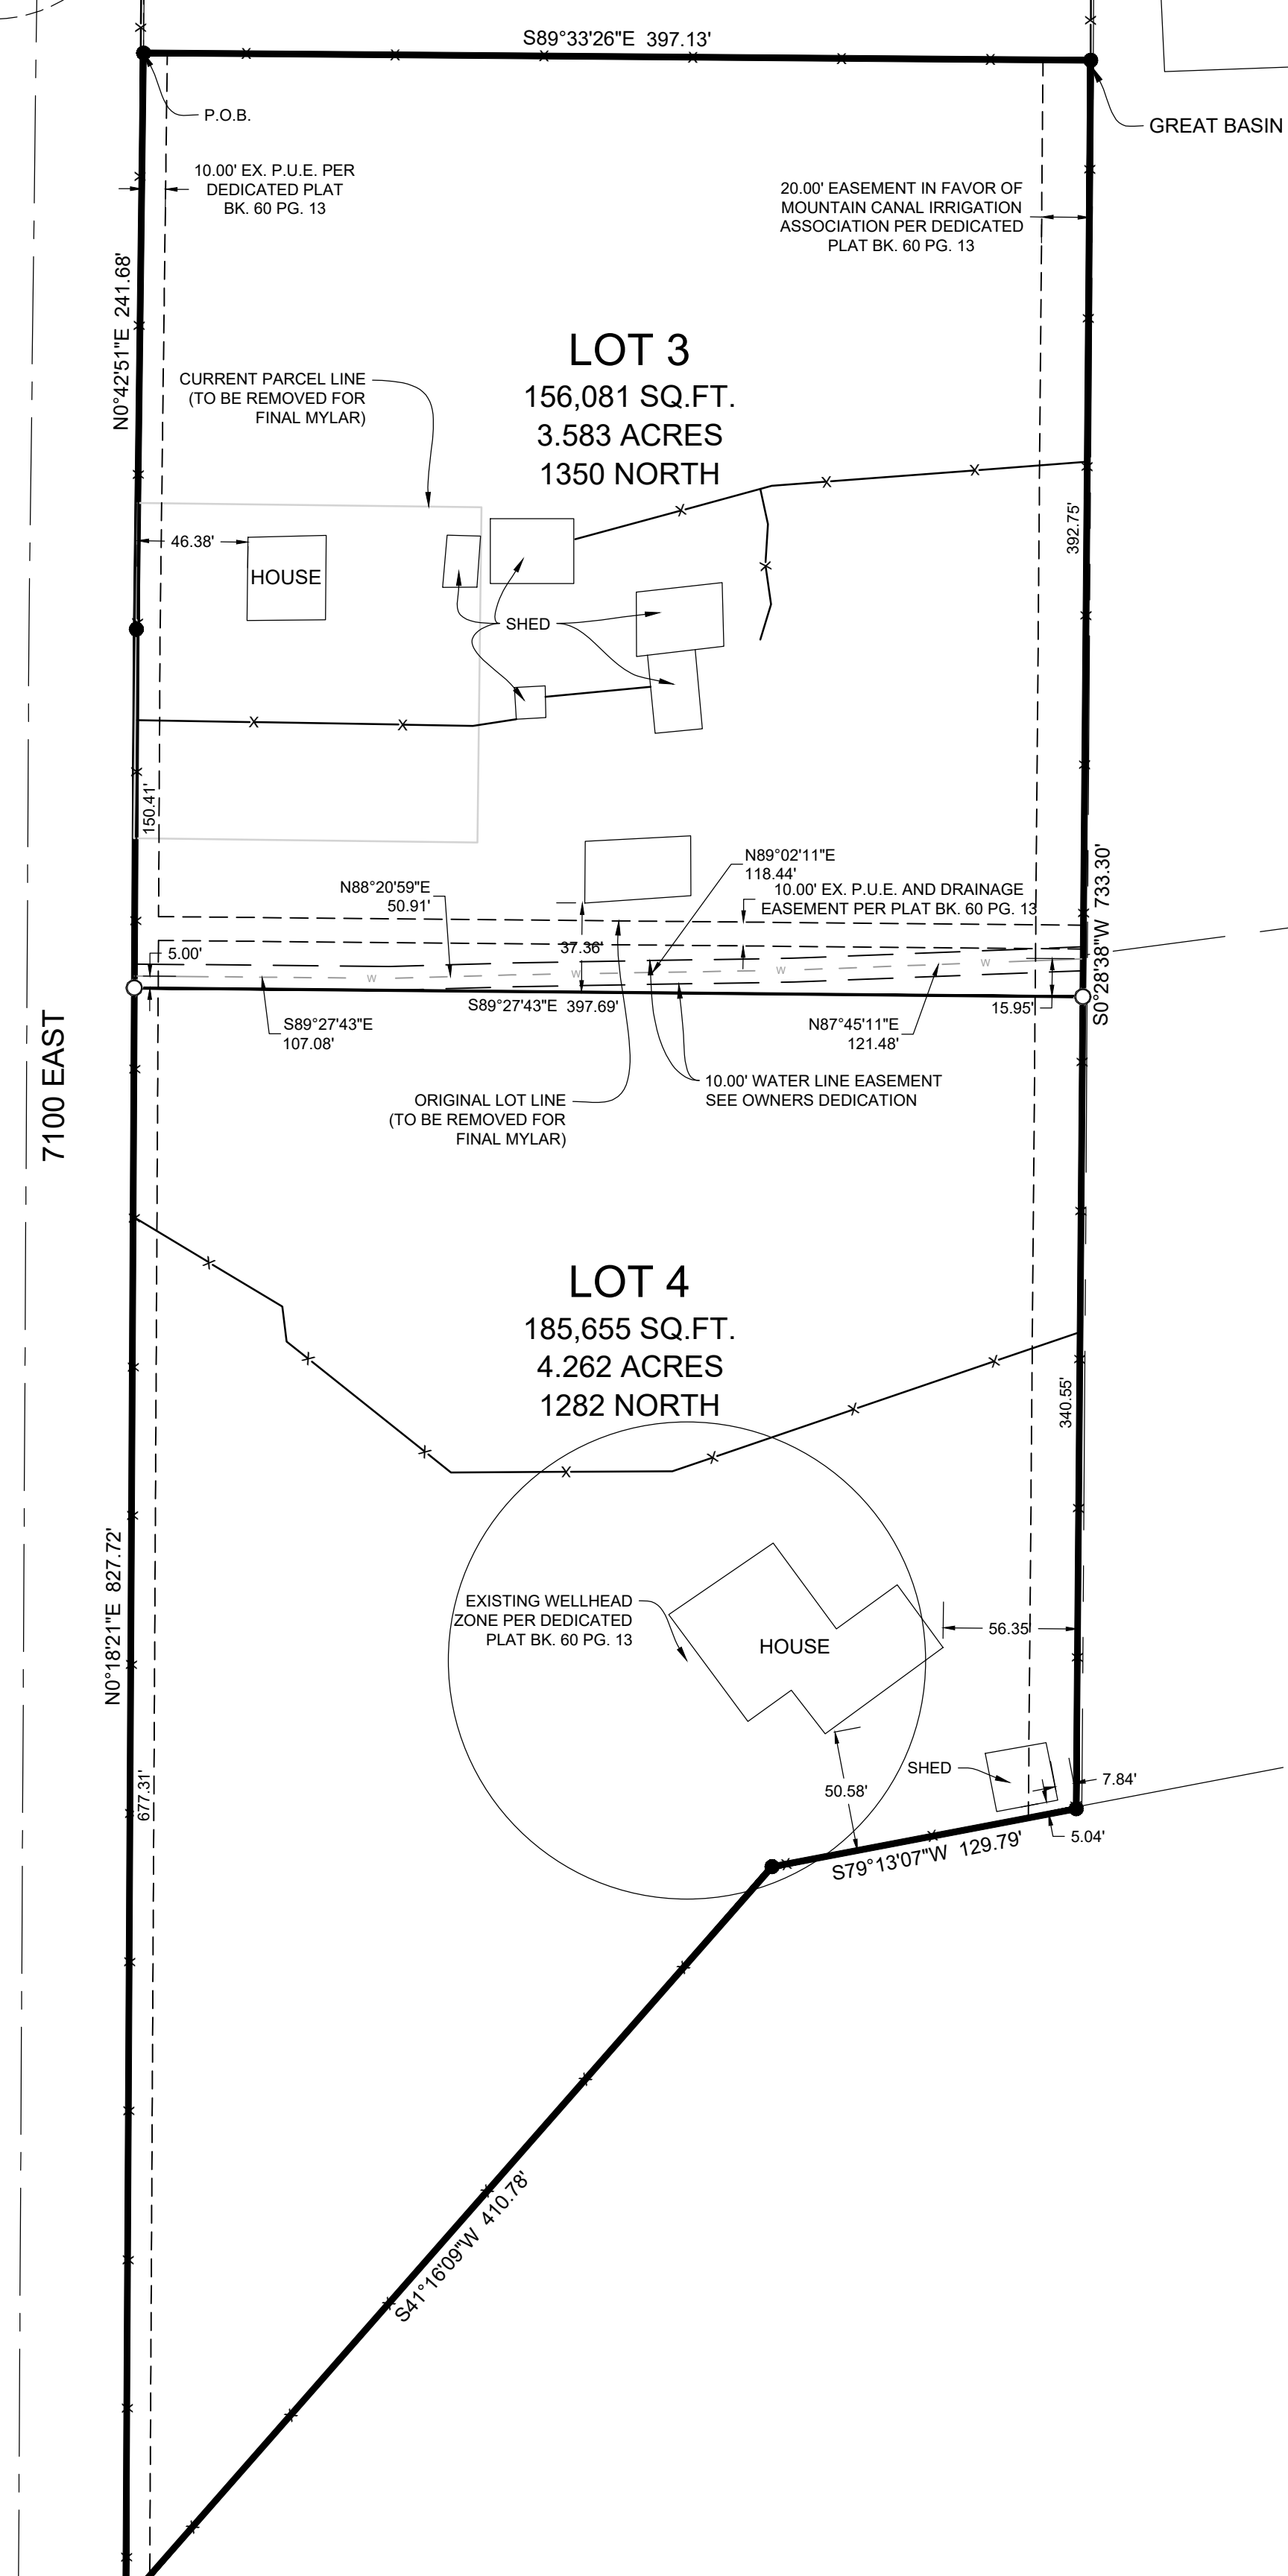 S89°33'26"E 397.13'
P.O.B.
GREAT BASIN
10.00' EX. P.U.E. PER
DEDICATED PLAT
BK. 60 PG. 13
20.00' EASEMENT IN FAVOR OF
MOUNTAIN CANAL IRRIGATION
ASSOCIATION PER DEDICATED
PLAT BK. 60 PG. 13
N0°42'51"E 241.68'
LOT 3
156,081 SQ.FT.
3.583 ACRES
1350 NORTH
CURRENT PARCEL LINE
(TO BE REMOVED FOR
FINAL MYLAR)
392.75'
46.38'
HOUSE
SHED
150.41'
N89°02'11"E
118.44'
N88°20'59"E
50.91'
10.00' EX. P.U.E. AND DRAINAGE
EASEMENT PER PLAT BK. 60 PG. 13
S0°28'38"W 733.30'
37.36'
5.00'
W W W W
S89°27'43"E 397.69'
15.95'
S89°27'43"E
107.08'
N87°45'11"E
121.48'
7100 EAST
10.00' WATER LINE EASEMENT
SEE OWNERS DEDICATION
ORIGINAL LOT LINE
(TO BE REMOVED FOR
FINAL MYLAR)
LOT 4
185,655 SQ.FT.
4.262 ACRES
1282 NORTH
340.55'
N0°18'21"E 827.72'
EXISTING WELLHEAD
ZONE PER DEDICATED
PLAT BK. 60 PG. 13
HOUSE
56.35'
677.31'
SHED
7.84'
50.58'
5.04'
S79°13'07"W 129.79'
S41°16'09"W 410.78'